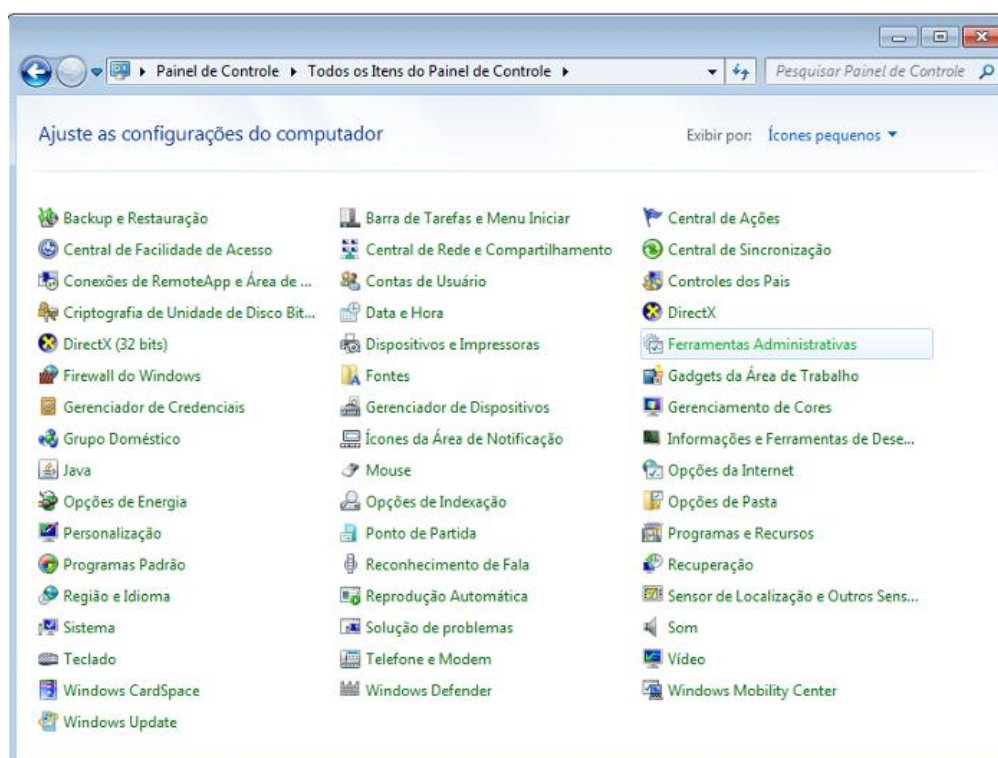 Painel de Controle Todos os Itens do Painel de Controle
Pesquisar Painel de Controle
Ajuste as configurações do computador
Exibir por: Ícones pequenos
Backup e Restauração
Barra de Tarefas e Menu Iniciar
Central de Ações
Central de Facilidade de Acesso
Central de Rede e Compartilhamento
Central de Sincronização
Conexões de RemoteApp e Área de ...
Contas de Usuário
Controles dos Pais
Criptografia de Unidade de Disco Bit...
Data e Hora
DirectX
DirectX (32 bits)
Dispositivos e Impressoras
Ferramentas Administrativas
Firewall do Windows
Fontes
Gadgets da Área de Trabalho
Gerenciador de Credenciais
Gerenciador de Dispositivos
Gerenciamento de Cores
Grupo Doméstico
Ícones da Área de Notificação
Informações e Ferramentas de Dese...
Java
Mouse
Opções da Internet
Opções de Energia
Opções de Indexação
Opções de Pasta
Personalização
Ponto de Partida
Programas e Recursos
Programas Padrão
Reconhecimento de Fala
Recuperação
Região e Idioma
Reprodução Automática
Sensor de Localização e Outros Sens...
Sistema
Solução de problemas
Som
Teclado
Telefone e Modem
Vídeo
Windows CardSpace
Windows Defender
Windows Mobility Center
Windows Update